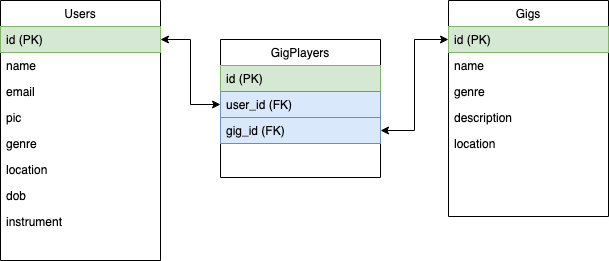 Users
id (PK)
name
email
pic
genre
location
dob
instrument
GigPlayers
id (PK)
user_id (FK)
gig_id (FK)
Gigs
id (PK)
name
genre
description
location